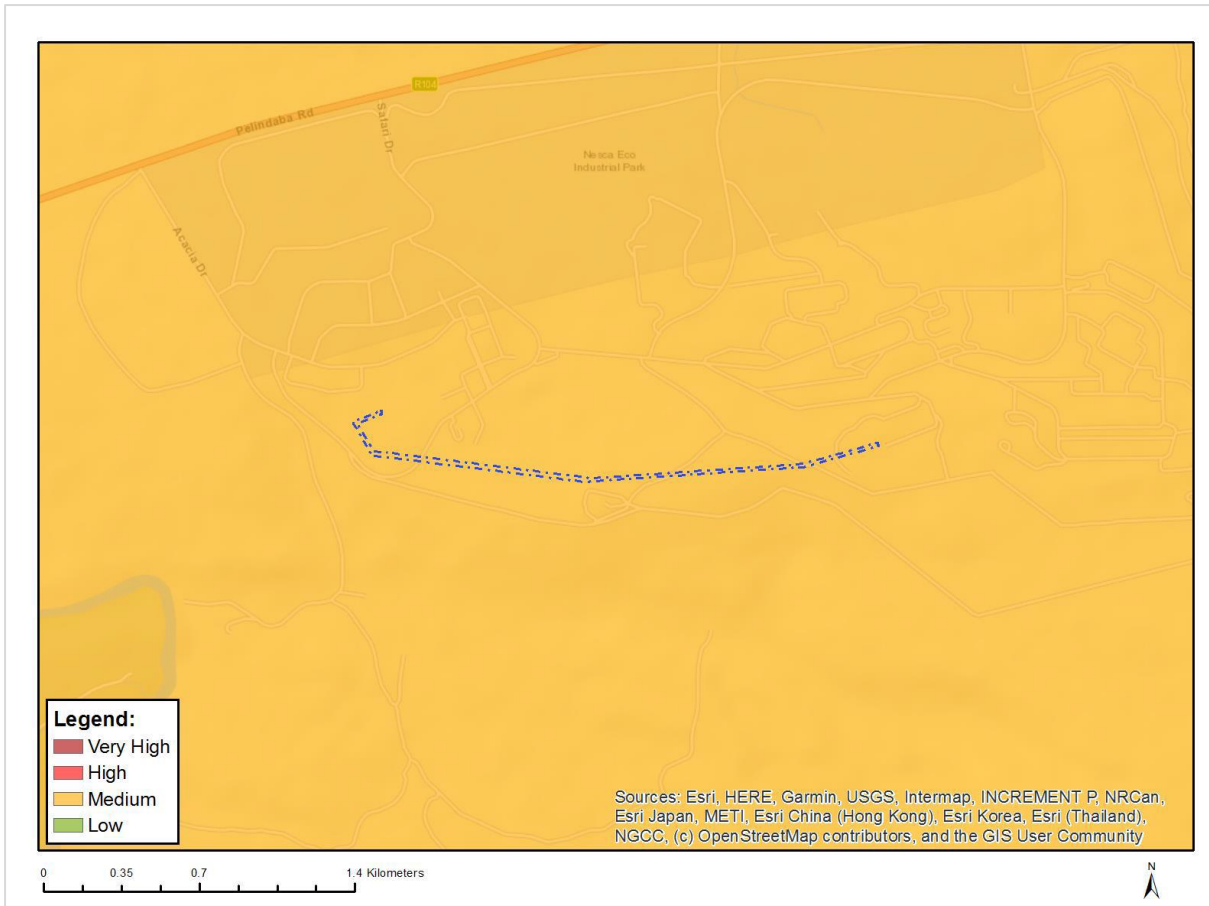 R104
Pelindaba Rd
Safari Dr
Nesca Eco
Industrial Park
Acacia Dr
Legend:
Very High
High
Medium
Low
Sources: Esri, HERE, Garmin, USGS, Intermap, INCREMENT P, NRCan,
Esri Japan, METI, Esri China (Hong Kong), Esri Korea, Esri (Thailand),
NGCC, (c) OpenStreetMap contributors, and the GIS User Community
0 0.35 0.7 1.4 Kilometers
N